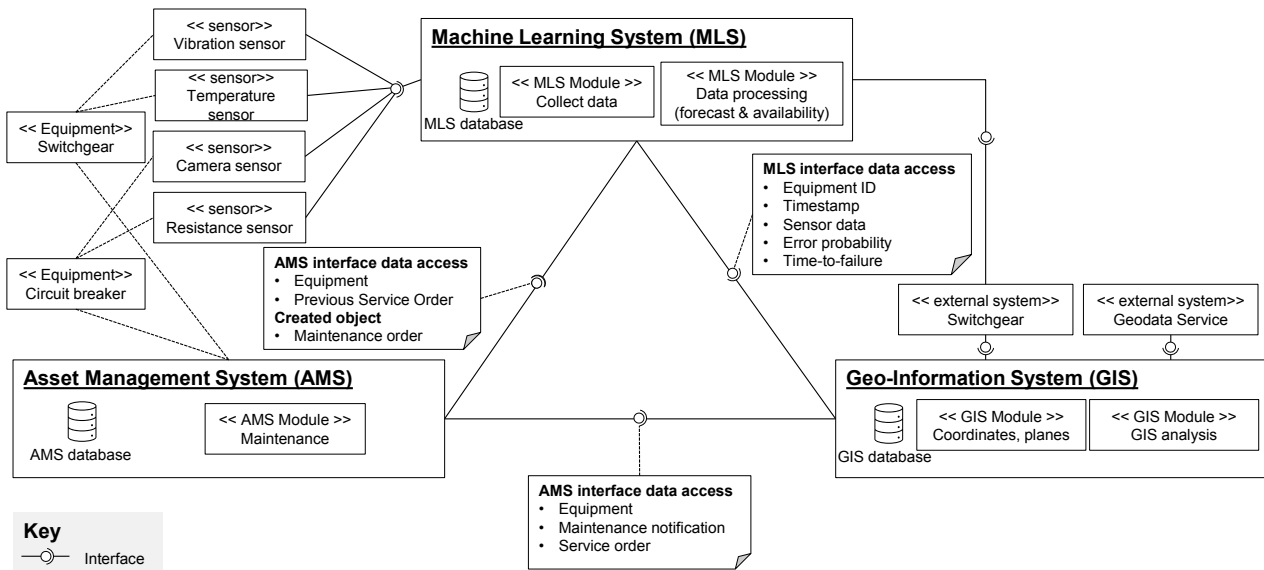 << sensor>>
Vibration sensor
<< sensor>>
Temperature
sensor
<< Equipment>>
Switchgear
<< sensor>>
Camera sensor
<< sensor>>
Resistance sensor
<< Equipment>>
Circuit breaker
Machine Learning System (MLS)
MLS database
<< MLS Module >>
Collect data
<< MLS Module >>
Data processing
(forecast & availability)
MLS interface data access
• Equipment ID
• Timestamp
• Sensor data
• Error probability
• Time-to-failure
AMS interface data access
• Equipment
• Previous Service Order
Created object
• Maintenance order
<< external system>>
Switchgear
<< external system>>
Geodata Service
Asset Management System (AMS)
AMS database
<< AMS Module >>
Maintenance
Geo-Information System (GIS)
GIS database
<< GIS Module >>
Coordinates, planes
<< GIS Module >>
GIS analysis
AMS interface data access
• Equipment
• Maintenance notification
• Service order
Key
Interface